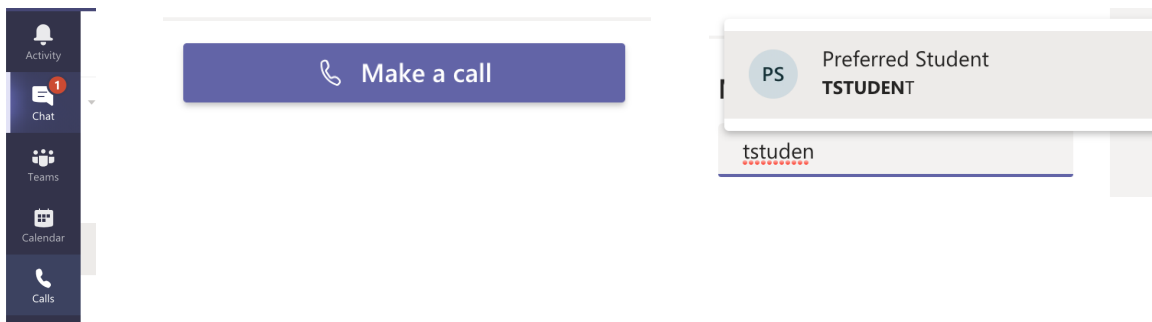 Activity
1
Chat
Teams
Calendar
Calls
Make a call
PS
Preferred Student
TSTUDENT
tstuden